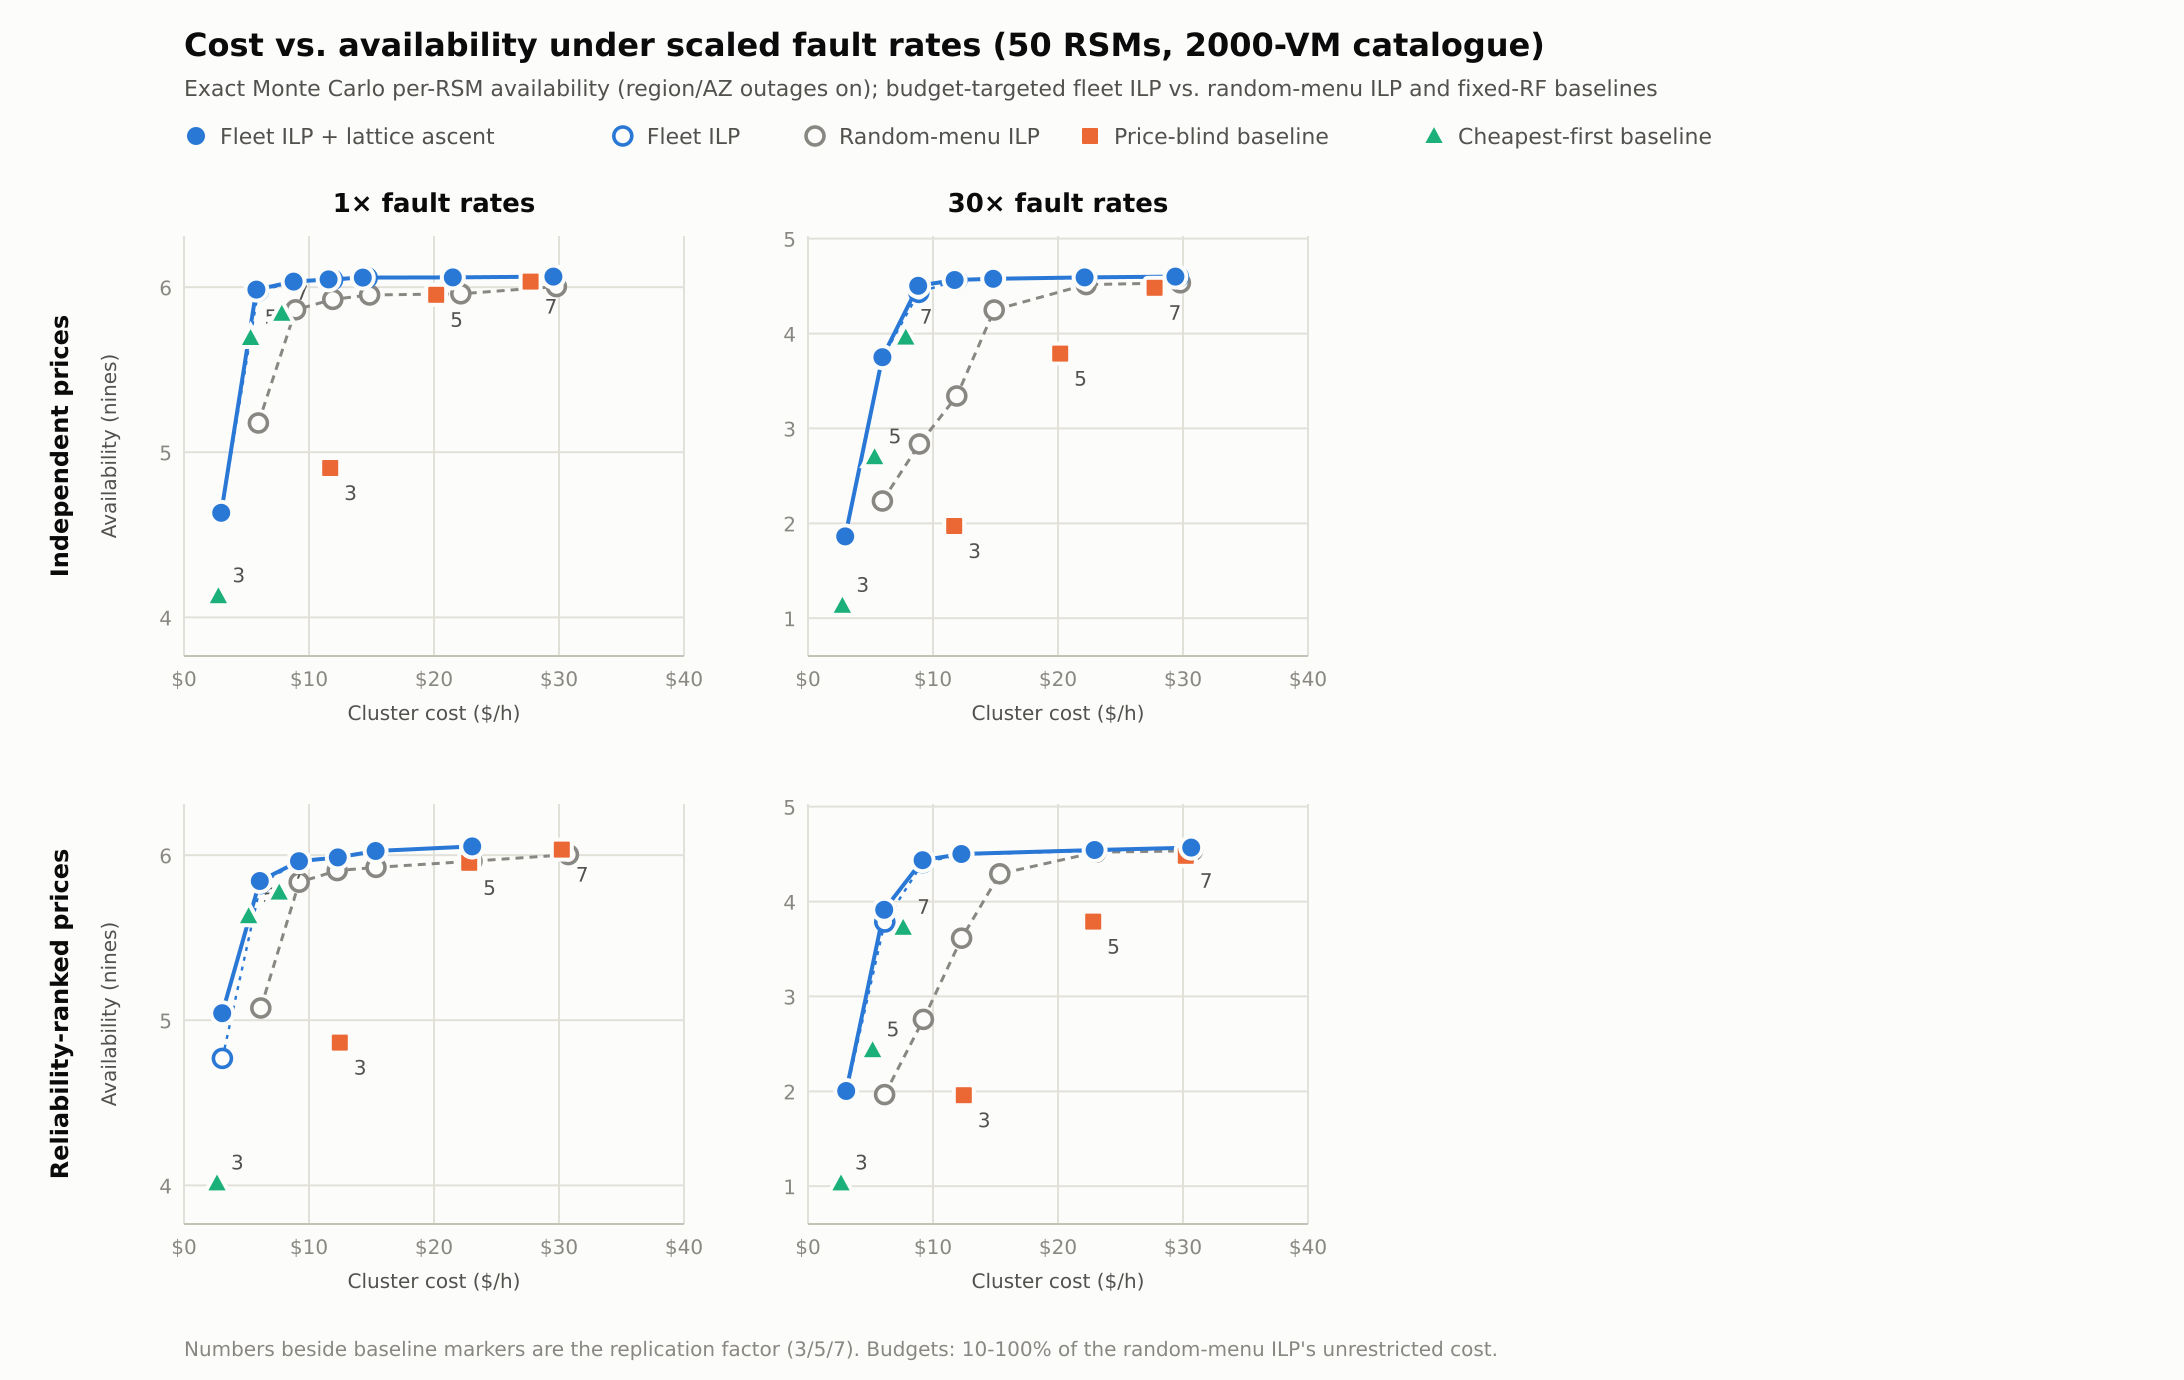 Cost vs. availability under scaled fault rates (50 RSMs, 2000-VM catalogue)
Exact Monte Carlo per-RSM availability (region/AZ outages on); budget-targeted fleet ILP vs. random-menu ILP and fixed-RF baselines
Fleet ILP + lattice ascent Fleet ILP Random-menu ILP Price-blind baseline Cheapest-first baseline
1× fault rates 30× fault rates
Independent prices
Availability (nines)
6
5
4
5
7
3
3
5
7
$0 $10 $20 $30 $40
Cluster cost ($/h)
5
4
3
2
1
7
5
3
3
5
7
$0 $10 $20 $30 $40
Cluster cost ($/h)
Reliability-ranked prices
Availability (nines)
6
5
4
3
3
5
7
$0 $10 $20 $30 $40
Cluster cost ($/h)
5
4
3
2
1
7
5
3
3
5
7
$0 $10 $20 $30 $40
Cluster cost ($/h)
Numbers beside baseline markers are the replication factor (3/5/7). Budgets: 10-100% of the random-menu ILP's unrestricted cost.